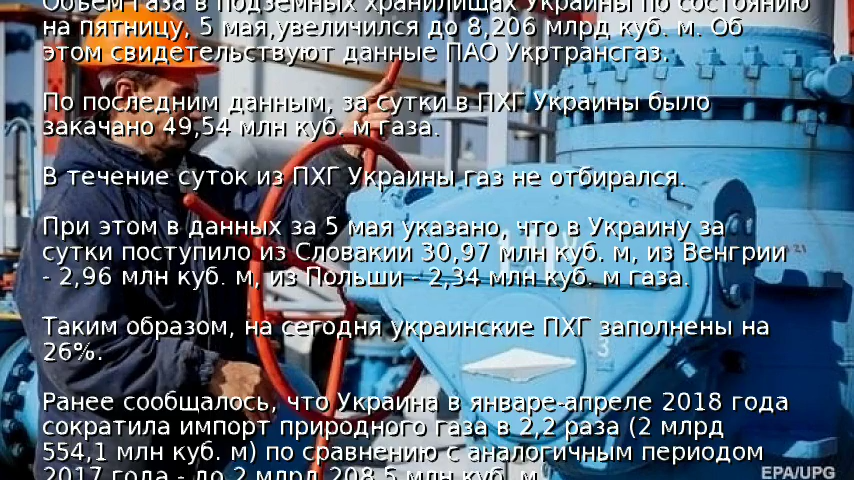 Объем газа в подземных хранилищах Украины по состоянию
на пятницу, 5 мая,увеличился до 8,206 млрд куб. м. Об
этом свидетельствуют данные ПАО Укртрансгаз.
По последним данным, за сутки в ПХГ Украины было
закачано 49,54 млн куб. м газа.
В течение суток из ПХГ Украины газ не отбирался.
При этом в данных за 5 мая указано, что в Украину за
сутки поступило из Словакии 30,97 млн куб. м, из Венгрии
- 2,96 млн куб. м, из Польши - 2,34 млн куб. м газа.
Таким образом, на сегодня украинские ПХГ заполнены на
26%.
Ранее сообщалось, что Украина в январе-апреле 2018 года
сократила импорт природного газа в 2,2 раза (2 млрд
554,1 млн куб. м) по сравнению с аналогичным периодом
2017 года - до 2 млрд 208,5 млн куб. м.
EPA/UPG